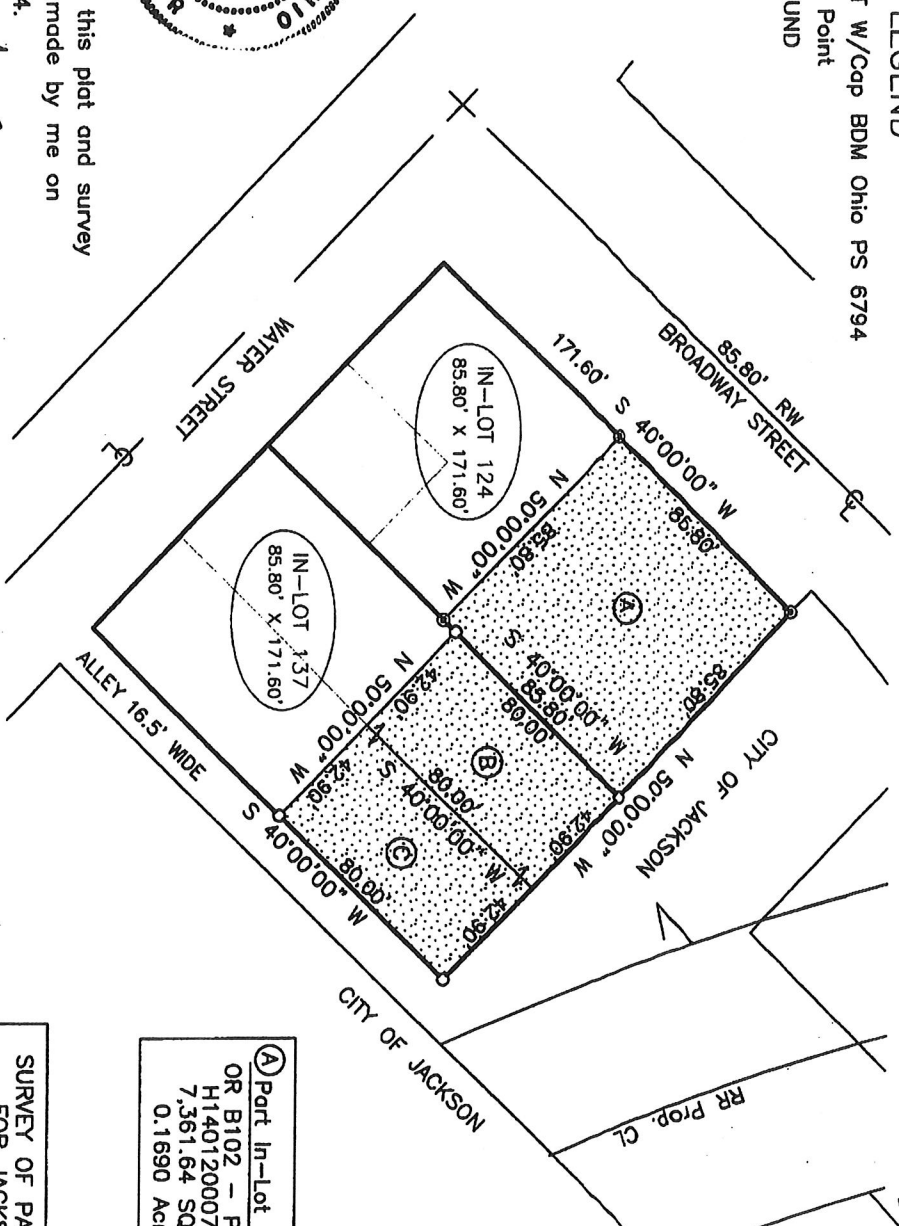 LEGEND
T W/Cap BDM Ohio PS 6794
Point
UND
this plat and survey
made by me on
4.
85.80' RW
BROADWAY STREET
WATER STREET
171.60'
S 40°00'00" W
86.80'
IN-LOT 124
85.80' X 171.60'
N 50°00'00" W
85.80'
A
85.80'
N 50°00'00" W
CITY OF JACKSON
S 40°00'00" W
85.80'
80.00'
IN-LOT 137
85.80' X 171.60'
N 50°00'00" W
42.90'
42.90'
B
80.00'
S 40°00'00" W
42.90'
42.90'
C
80.00'
S 40°00'00" W
ALLEY 16.5' WIDE
CITY OF JACKSON
RR Prop. CL
A Part In-Lot
OR B102 - P
H140120007
7,361.64 SQ
0.1690 Ac
SURVEY OF PA
FOR JACKS